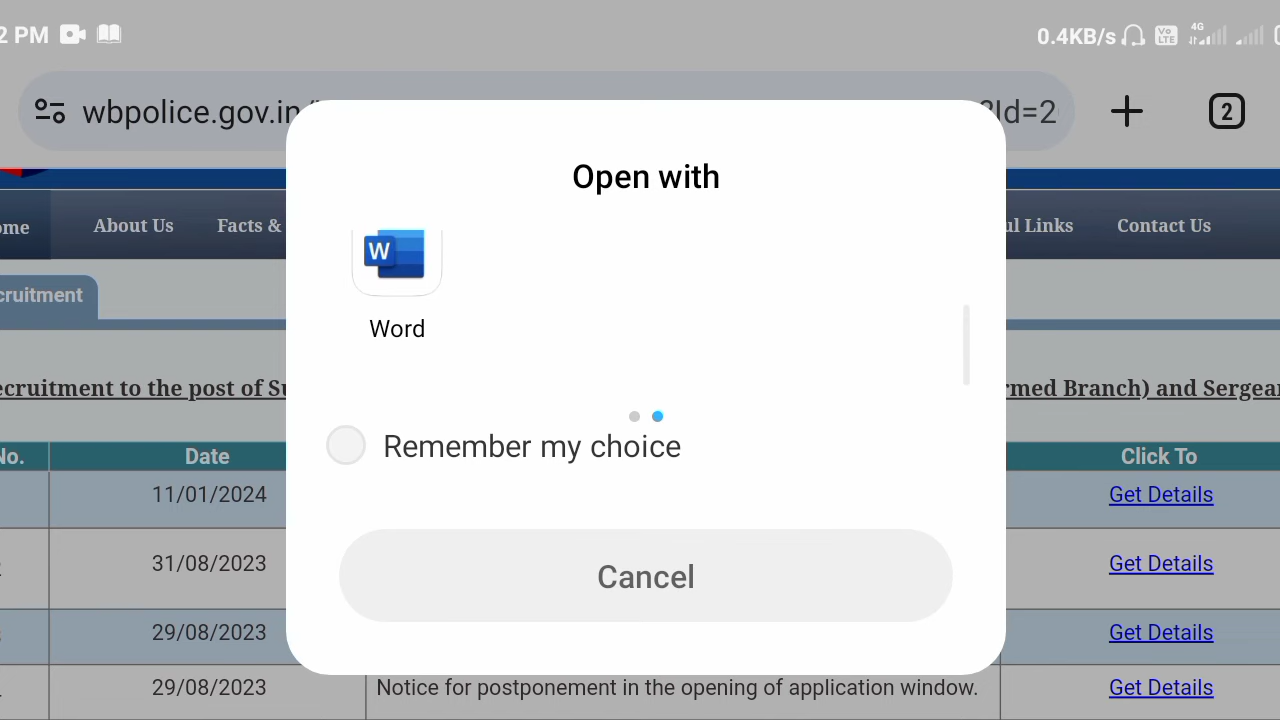 2 PM
0.4KB/s Vo LTE 4G
wbpolice.gov.in/ ?Id=2
2
Open with
ome About Us Facts & ul Links Contact Us
W
cruitment
Word
ecruitment to the post of Su rmed Branch) and Sergean
Remember my choice
No. Date Click To
11/01/2024 Get Details
31/08/2023 Get Details
Cancel
29/08/2023 Get Details
29/08/2023 Notice for postponement in the opening of application window. Get Details